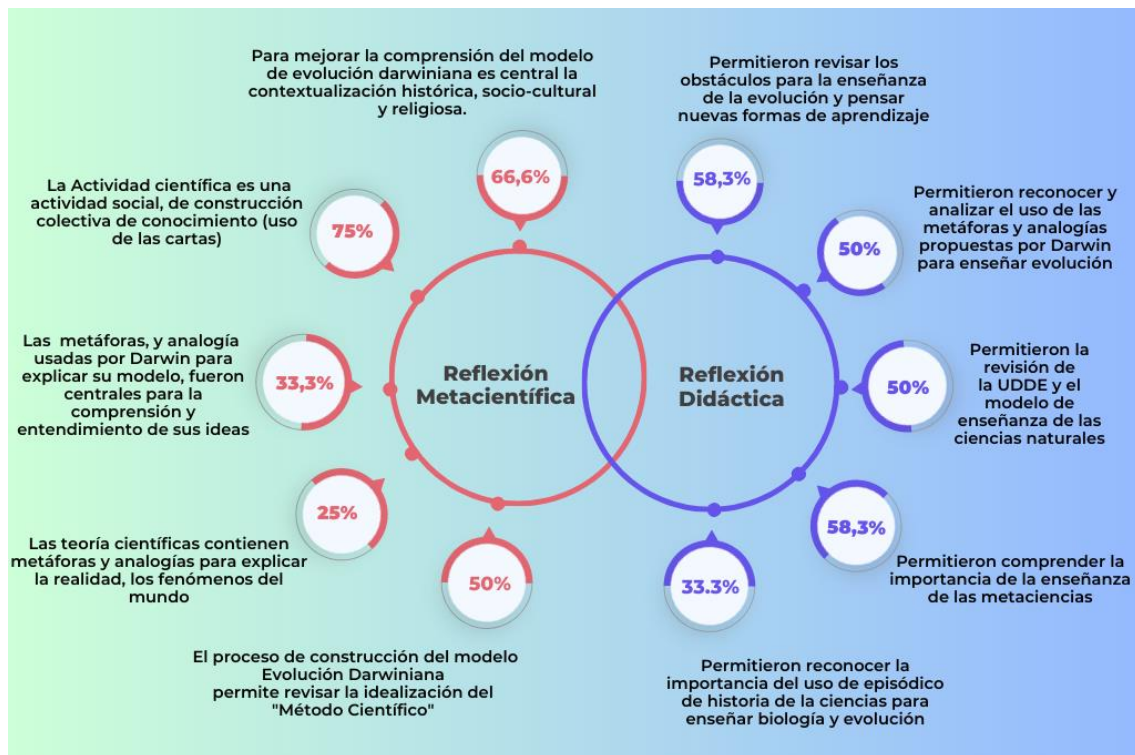 Para mejorar la comprensión del modelo
de evolución darwiniana es central la
contextualización histórica, socio-cultural
y religiosa.
66,6%
La Actividad científica es una
actividad social, de construcción
colectiva de conocimiento (uso
de las cartas)
75%
Las metáforas, y analogía
usadas por Darwin para
explicar su modelo, fueron
centrales para la
comprensión y
entendimiento de sus ideas
33,3%
25%
Las teoría científicas contienen
metáforas y analogías para explicar
la realidad, los fenómenos del
mundo
50%
El proceso de construcción del modelo
Evolución Darwiniana
permite revisar la idealización del
"Método Científico"
Reflexión
Metacientífica
Reflexión
Didáctica
Permitieron revisar los
obstáculos para la enseñanza
de la evolución y pensar
nuevas formas de aprendizaje
58,3%
Permitieron reconocer y
analizar el uso de las
metáforas y analogías
propuestas por Darwin
para enseñar evolución
50%
Permitieron la
revisión de
la UDDE y el
modelo de
enseñanza de las
ciencias naturales
50%
58,3%
Permitieron comprender la
importancia de la enseñanza
de las metaciencias
33.3%
Permitieron reconocer la
importancia del uso de episódico
de historia de la ciencias para
enseñar biología y evolución